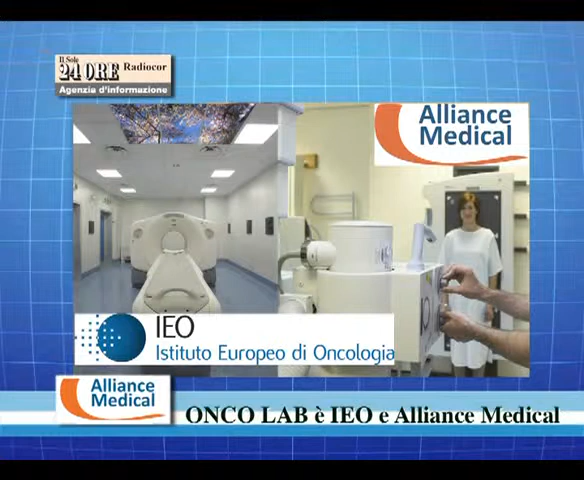 Il Sole
24 ORE Radiocor
Agenzia d'informazione
Alliance
Medical
IEO
Istituto Europeo di Oncologia
Alliance
Medical
ONCO LAB è IEO e Alliance Medical